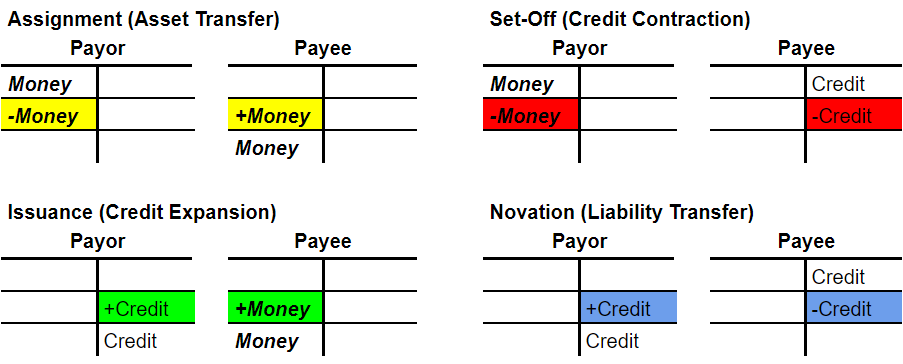 Assignment (Asset Transfer)
Payor Payee
Money
-Money +Money
Money
Set-Off (Credit Contraction)
Payor Payee
Money Credit
-Money -Credit
Issuance (Credit Expansion)
Payor Payee
+Credit +Money
Credit Money
Novation (Liability Transfer)
Payor Payee
Credit
+Credit -Credit
Credit